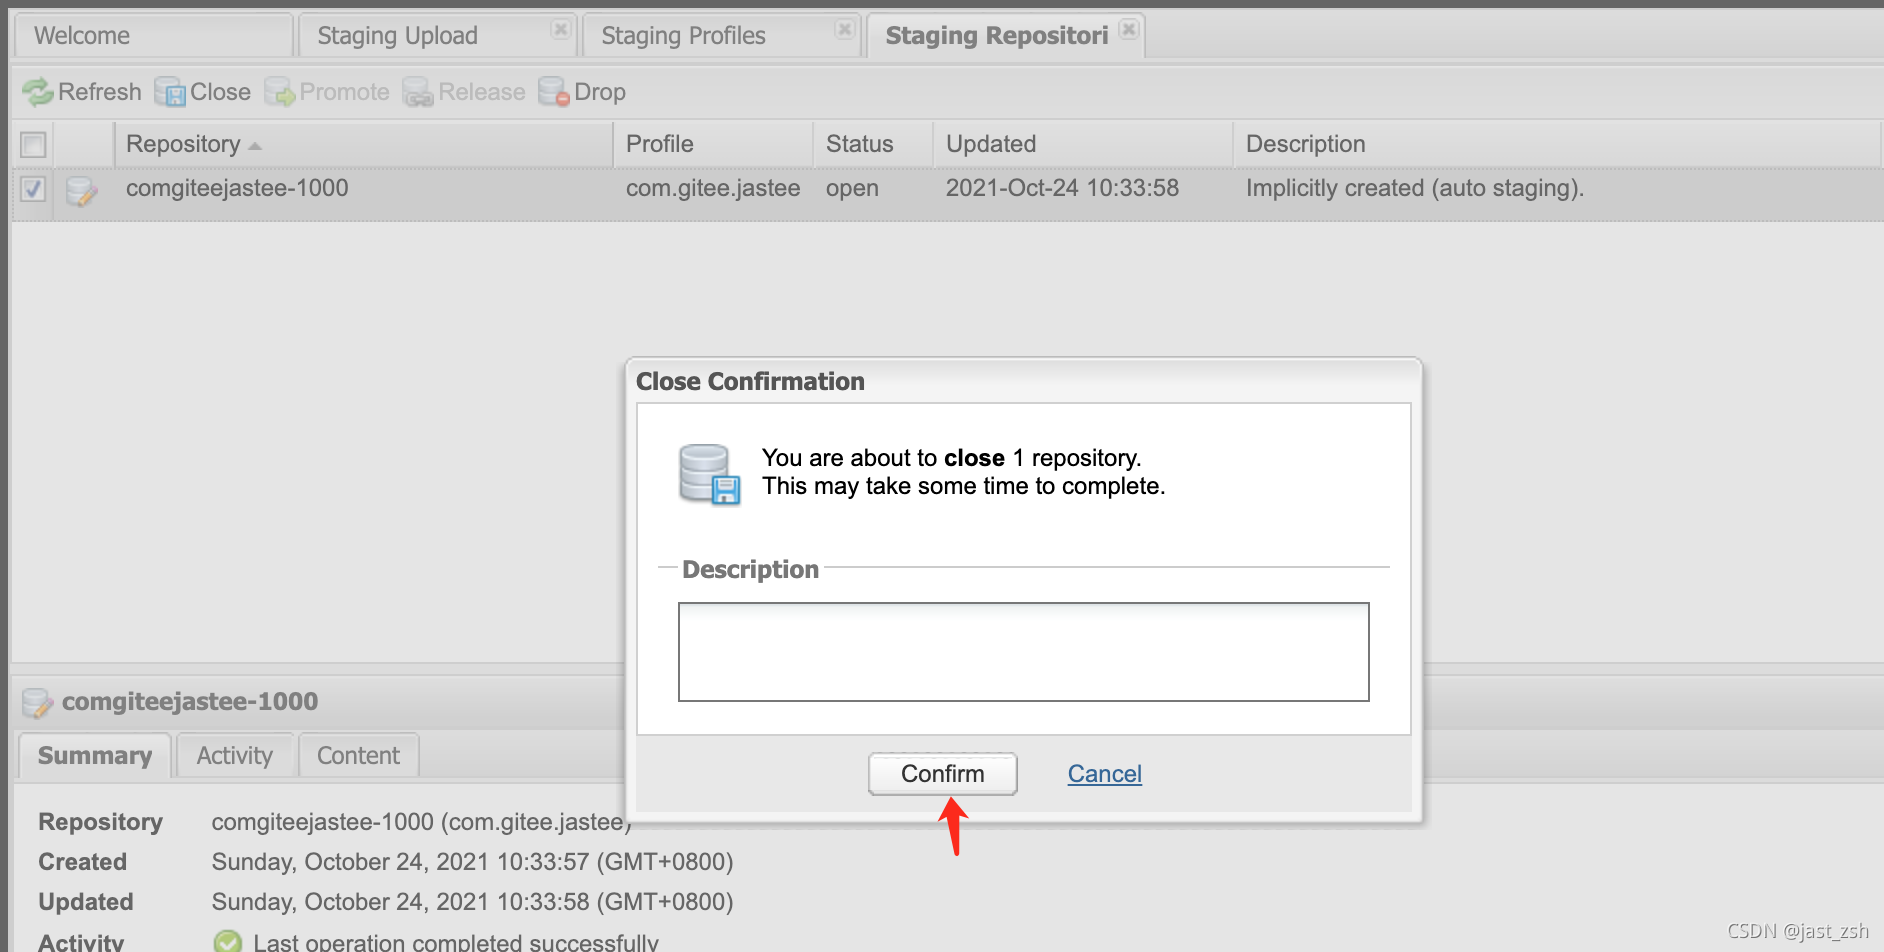 Welcome
Staging Upload
Staging Profiles
Staging Repositori
Refresh Close Promote Release Drop
Repository Profile Status Updated Description
comgiteejastee-1000 com.gitee.jastee open 2021-Oct-24 10:33:58 Implicitly created (auto staging).
Close Confirmation
You are about to close 1 repository.
This may take some time to complete.
Description
Confirm Cancel
comgiteejastee-1000
Summary Activity Content
Repository comgiteejastee-1000 (com.gitee.jastee)
Created Sunday, October 24, 2021 10:33:57 (GMT+0800)
Updated Sunday, October 24, 2021 10:33:58 (GMT+0800)
Activity Last operation completed successfully
CSDN @jast_zsh